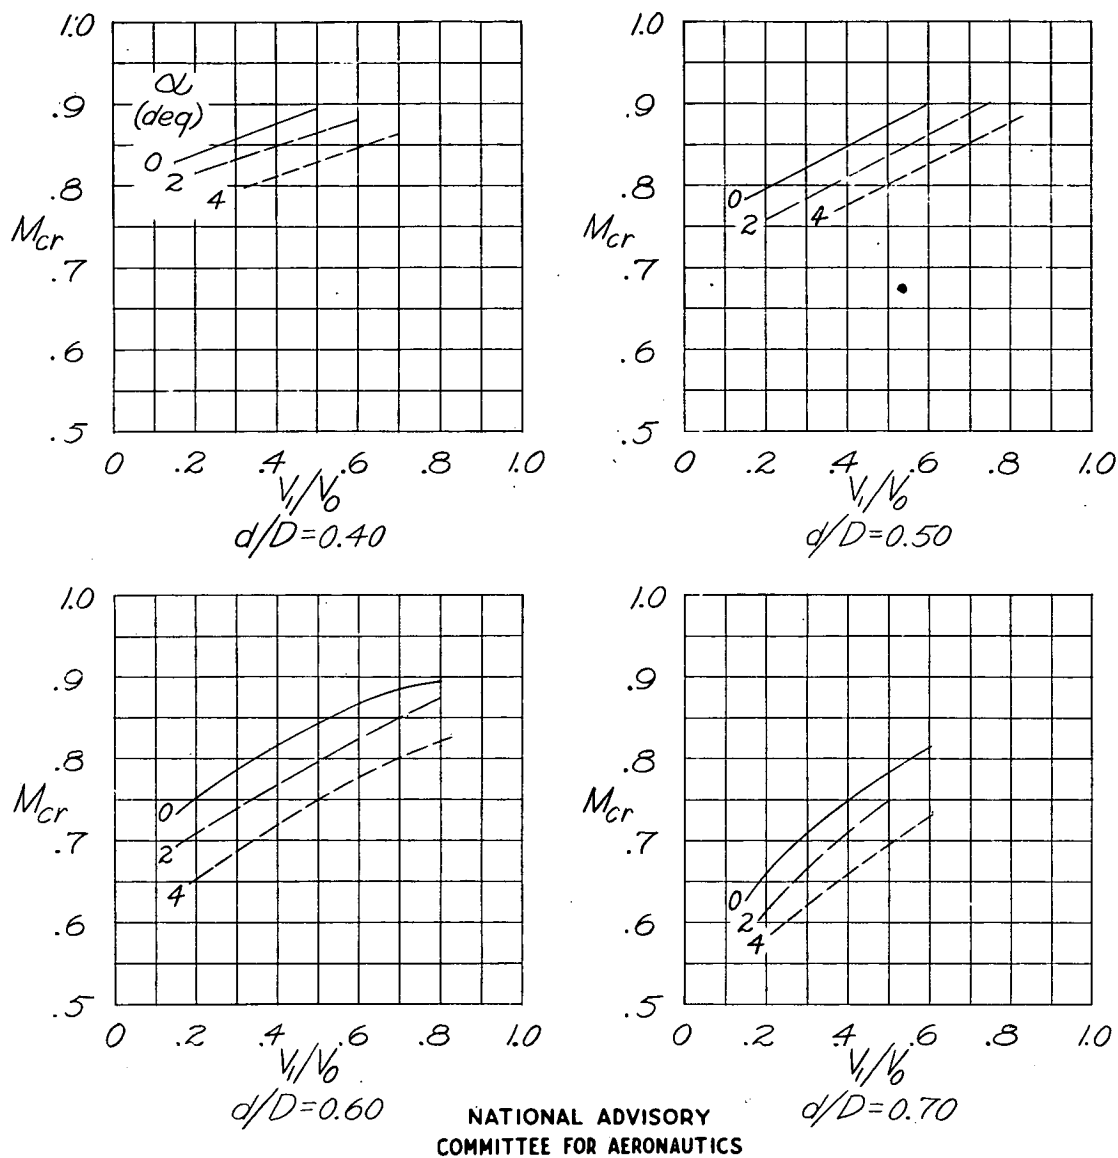 1.0
α
(deg)
.9
0
2
4
.8
Mcr
.7
.6
.5
0 .2 .4 .6 .8 1.0
V₁/V₀
d/D=0.40
1.0
.9
.8
0
2
4
Mcr
.7
.6
.5
0 .2 .4 .6 .8 1.0
V₁/V₀
d/D=0.50
1.0
.9
.8
0
Mcr
2
.7
4
.6
.5
0 .2 .4 .6 .8 1.0
V₁/V₀
d/D=0.60
1.0
.9
.8
Mcr
.7
0
2
4
.6
.5
0 .2 .4 .6 .8 1.0
V₁/V₀
d/D=0.70
NATIONAL ADVISORY
COMMITTEE FOR AERONAUTICS